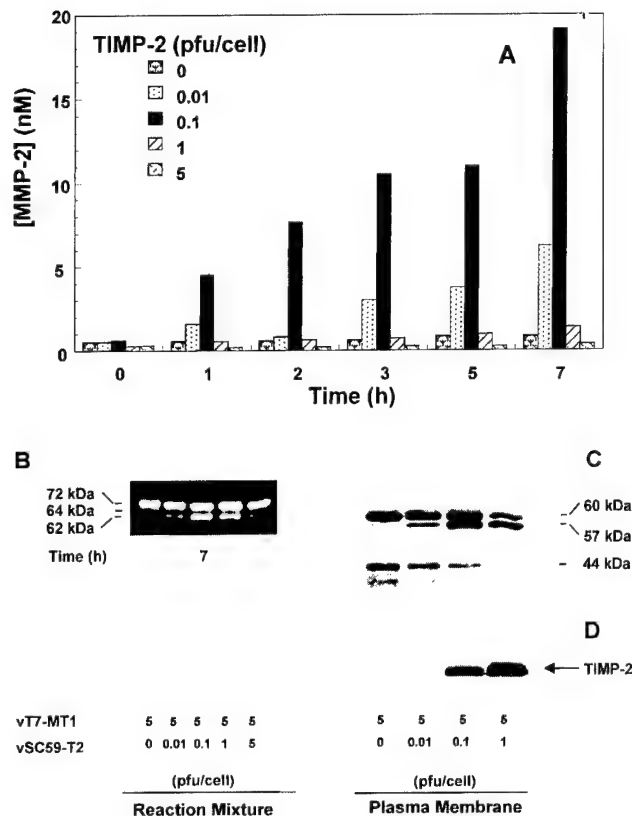 A
TIMP-2 (pfu/cell)
0
0.01
0.1
1
5
[MMP-2] (nM)
20
15
10
5
0
0 1 2 3 5 7
Time (h)
B
72 kDa
64 kDa
62 kDa
Time (h) 7
C
60 kDa
57 kDa
44 kDa
D
TIMP-2
vT7-MT1 5 5 5 5 5 5 5 5 5
vSC59-T2 0 0.01 0.1 1 5 0 0.01 0.1 1
(pfu/cell) (pfu/cell)
Reaction Mixture Plasma Membrane